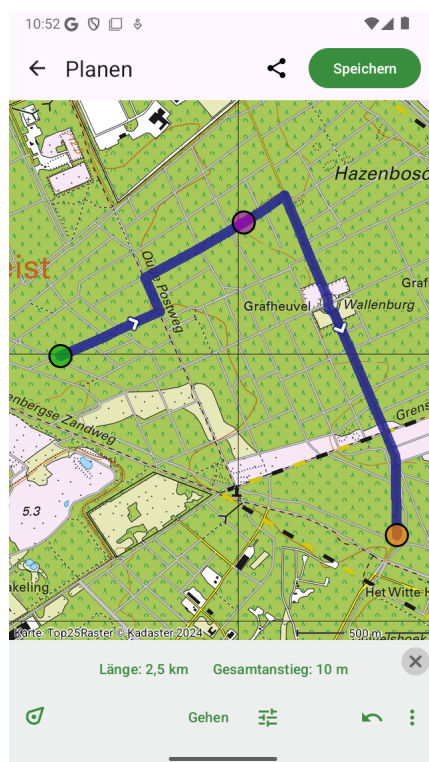 10:52
Planen
Speichern
Hazenbosc
eist
Oude Postweg
Graf
Grafheuvel
Wallenburg
enbergse Zandweg
Grens
5.3
akeling
Het Witte H
Karte: Top25Raster © Kadaster 2024
500 m
Länge: 2,5 km
Gesamtanstieg: 10 m
Gehen